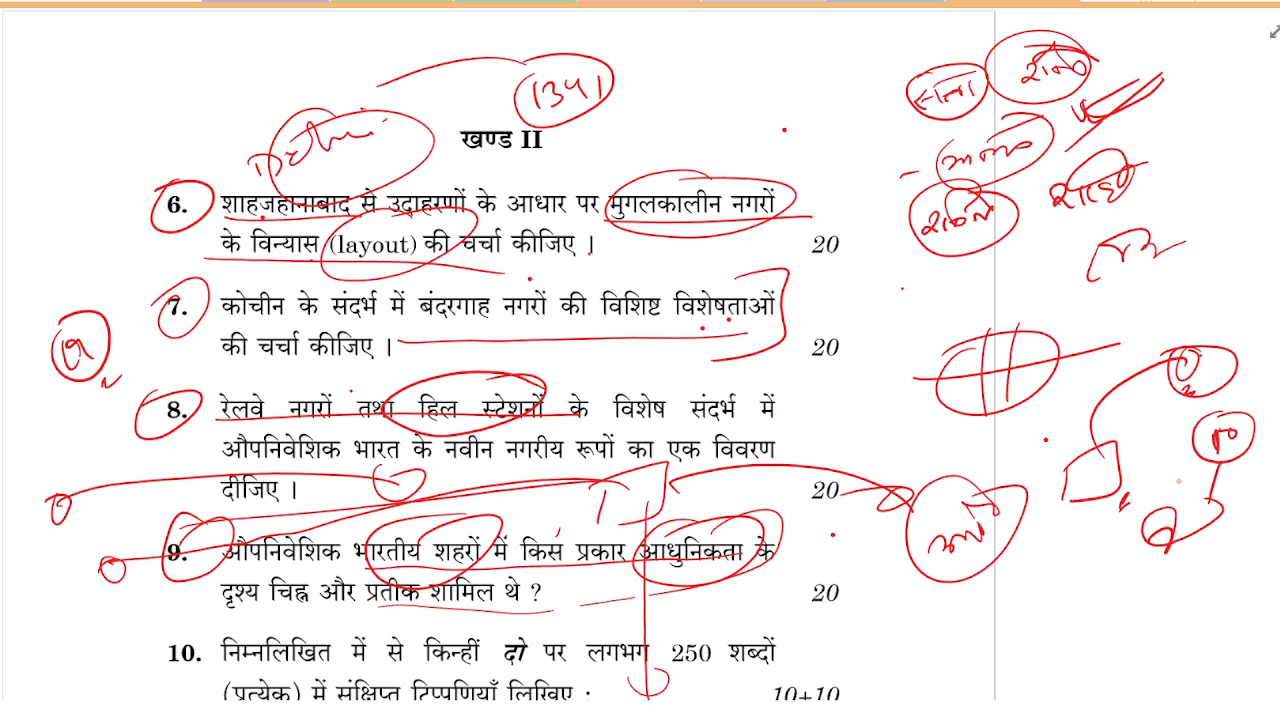 Delhi
1341
खण्ड II
6. शाहजहानाबाद से उदाहरणों के आधार पर मुगलकालीन नगरों
के विन्यास (layout) की चर्चा कीजिए । 20
7. कोचीन के संदर्भ में बंदरगाह नगरों की विशिष्ट विशेषताओं
की चर्चा कीजिए । 20
8. रेलवे नगरों तथा हिल स्टेशनों के विशेष संदर्भ में
औपनिवेशिक भारत के नवीन नगरीय रूपों का एक विवरण
दीजिए । 20
9. औपनिवेशिक भारतीय शहरों में किस प्रकार आधुनिकता के
दृश्य चिह्न और प्रतीक शामिल थे ? 20
10. निम्नलिखित में से किन्हीं दो पर लगभग 250 शब्दों
(प्रत्येक) में संक्षिप्त टिप्पणियाँ लिखिए : 10+10